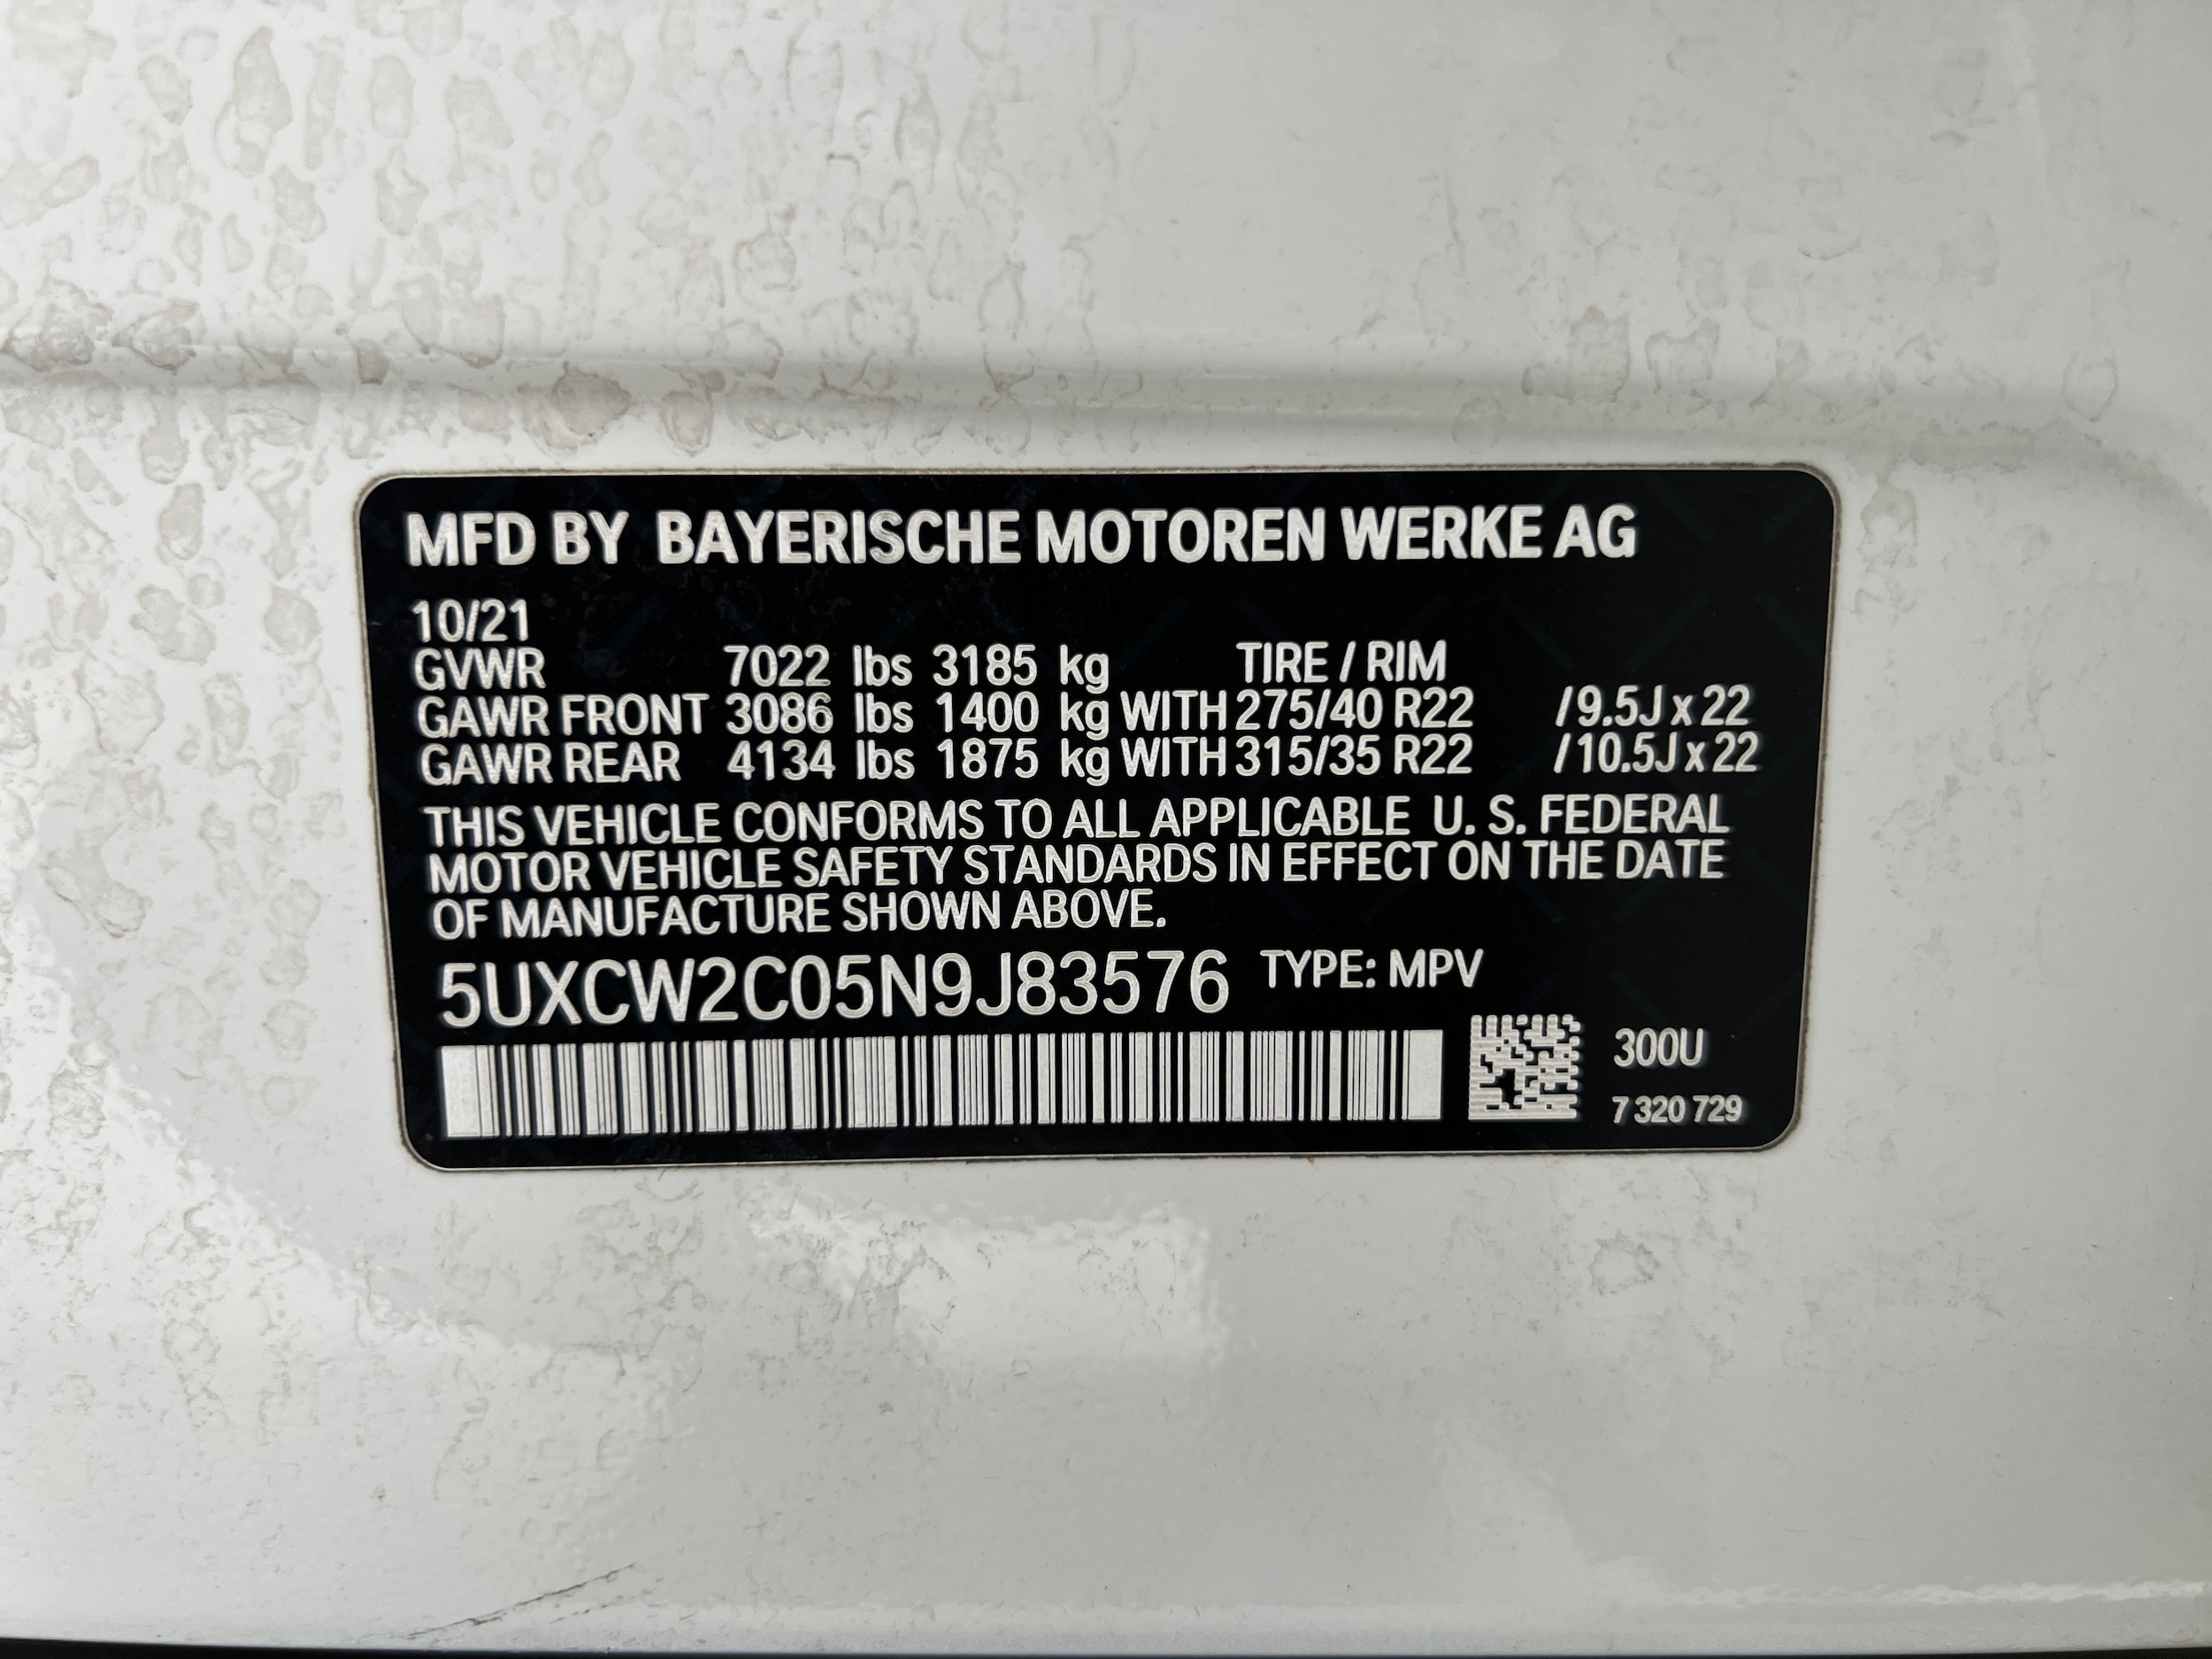 MFD BY BAYERISCHE MOTOREN WERKE AG
10/21
GVWR 7022 lbs 3185 kg TIRE / RIM
GAWR FRONT 3086 lbs 1400 kg WITH 275/40 R22 /9.5J x 22
GAWR REAR 4134 lbs 1875 kg WITH 315/35 R22 /10.5J x 22
THIS VEHICLE CONFORMS TO ALL APPLICABLE U. S. FEDERAL
MOTOR VEHICLE SAFETY STANDARDS IN EFFECT ON THE DATE
OF MANUFACTURE SHOWN ABOVE.
5UXCW2C05N9J83576 TYPE: MPV
300U
7 320 729